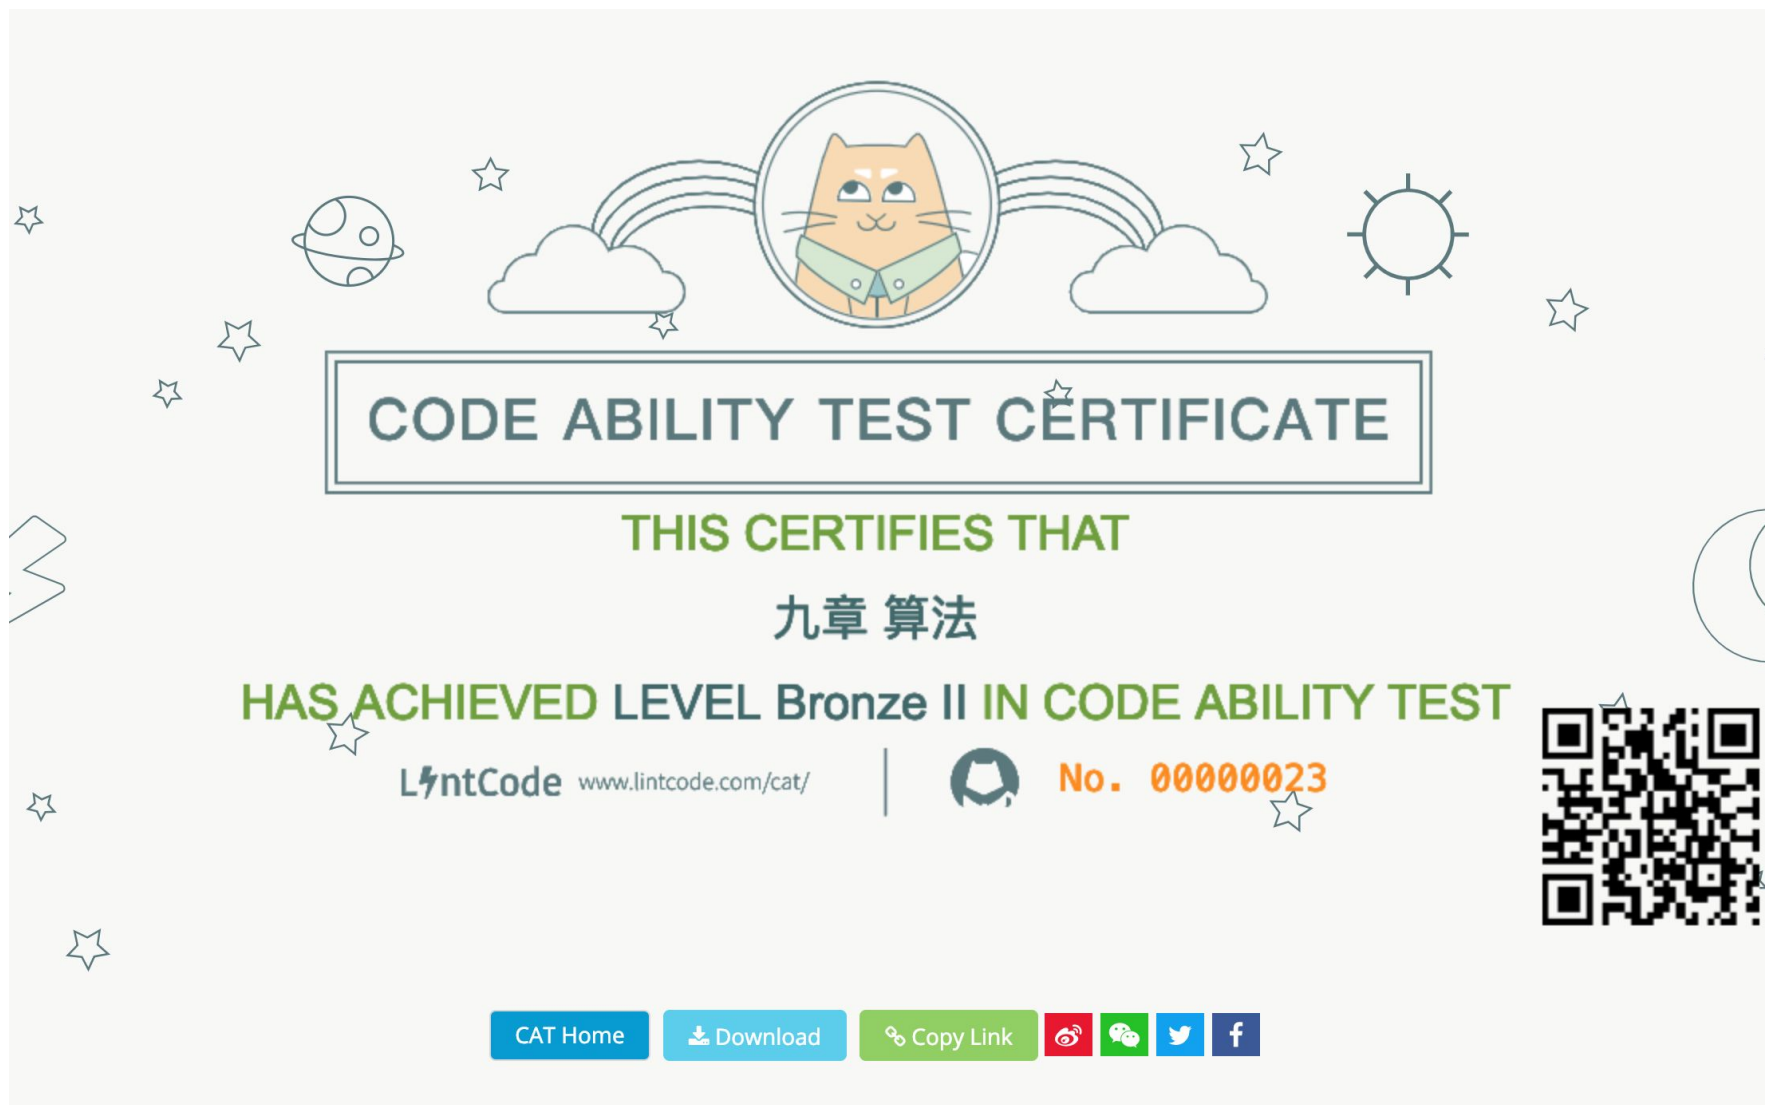 CODE ABILITY TEST CERTIFICATE
THIS CERTIFIES THAT
九章 算法
HAS ACHIEVED LEVEL Bronze II IN CODE ABILITY TEST
LintCode www.lintcode.com/cat/ No. 00000023
CAT Home Download Copy Link